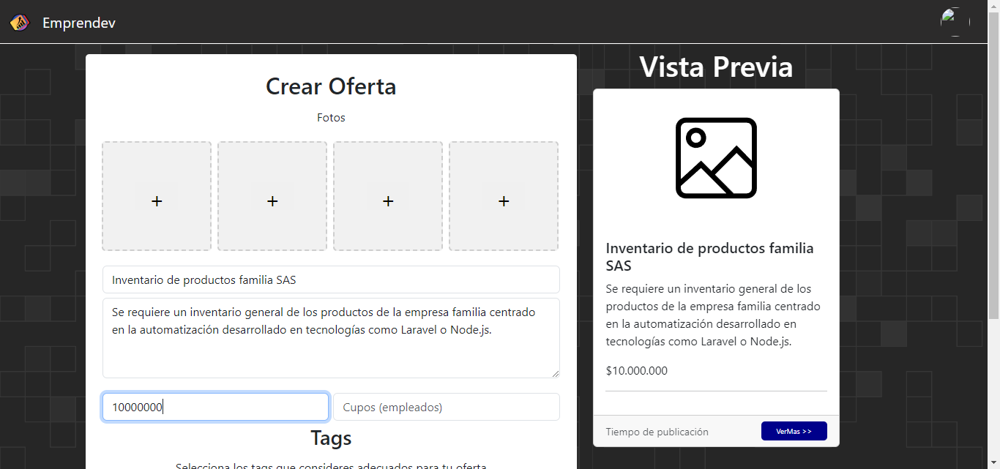 Emprendev
Crear Oferta
Fotos
+ + + +
Inventario de productos familia SAS
Se requiere un inventario general de los productos de la empresa familia centrado
en la automatización desarrollado en tecnologías como Laravel o Node.js.
10000000 Cupos (empleados)
Tags
Selecciona los tags que consideres adecuados para tu oferta
Vista Previa
Inventario de productos familia
SAS
Se requiere un inventario general de los
productos de la empresa familia centrado
en la automatización desarrollado en
tecnologías como Laravel o Node.js.
$10.000.000
Tiempo de publicación VerMas >>